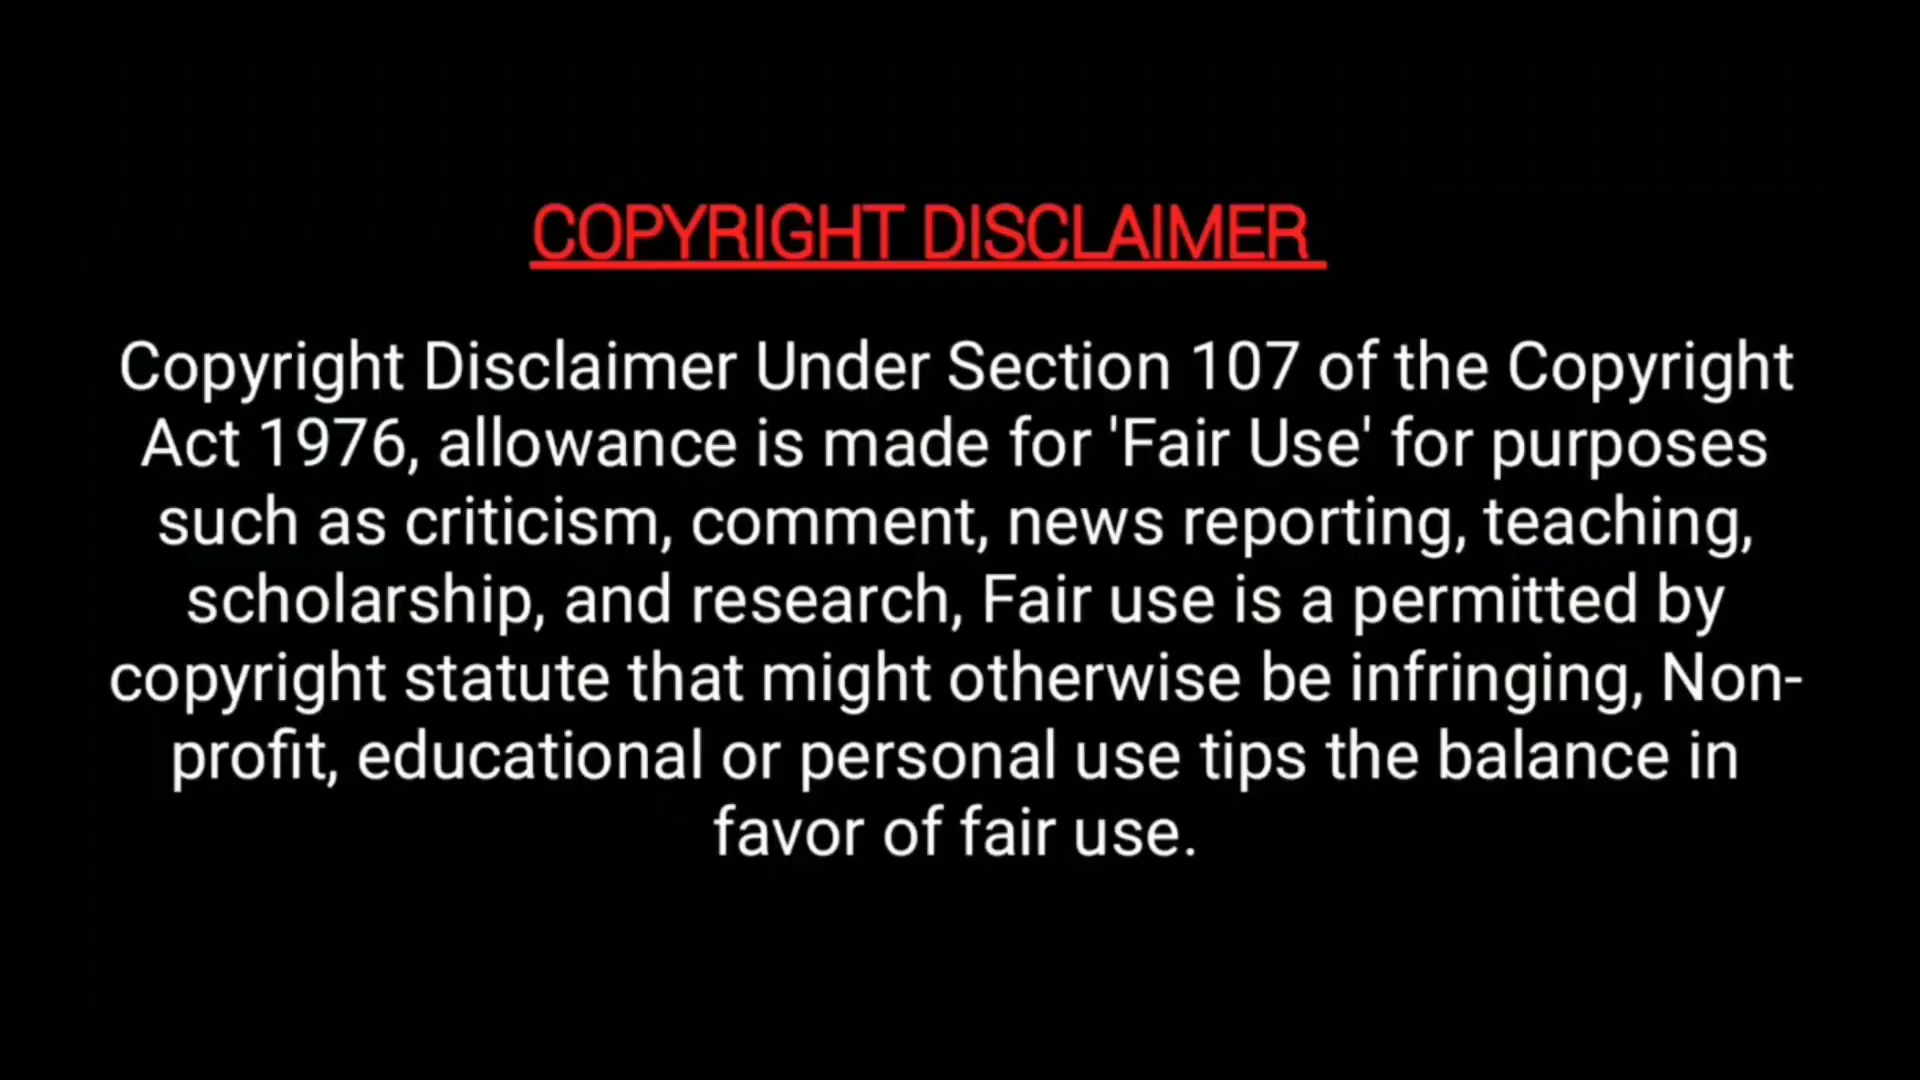 COPYRIGHT DISCLAIMER
Copyright Disclaimer Under Section 107 of the Copyright
Act 1976, allowance is made for 'Fair Use' for purposes
such as criticism, comment, news reporting, teaching,
scholarship, and research, Fair use is a permitted by
copyright statute that might otherwise be infringing, Non-
profit, educational or personal use tips the balance in
favor of fair use.